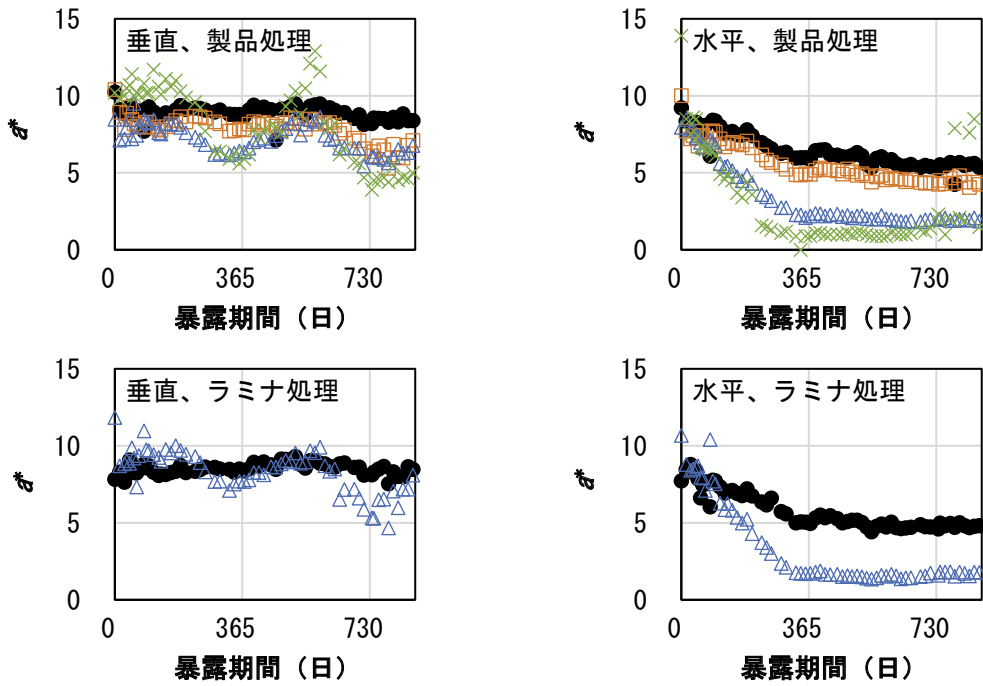 15
垂直、製品処理
10
a*
5
0
0 365 730
暴露期間（日）
15
水平、製品処理
10
a*
5
0
0 365 730
暴露期間（日）
15
垂直、ラミナ処理
10
a*
5
0
0 365 730
暴露期間（日）
15
水平、ラミナ処理
10
a*
5
0
0 365 730
暴露期間（日）